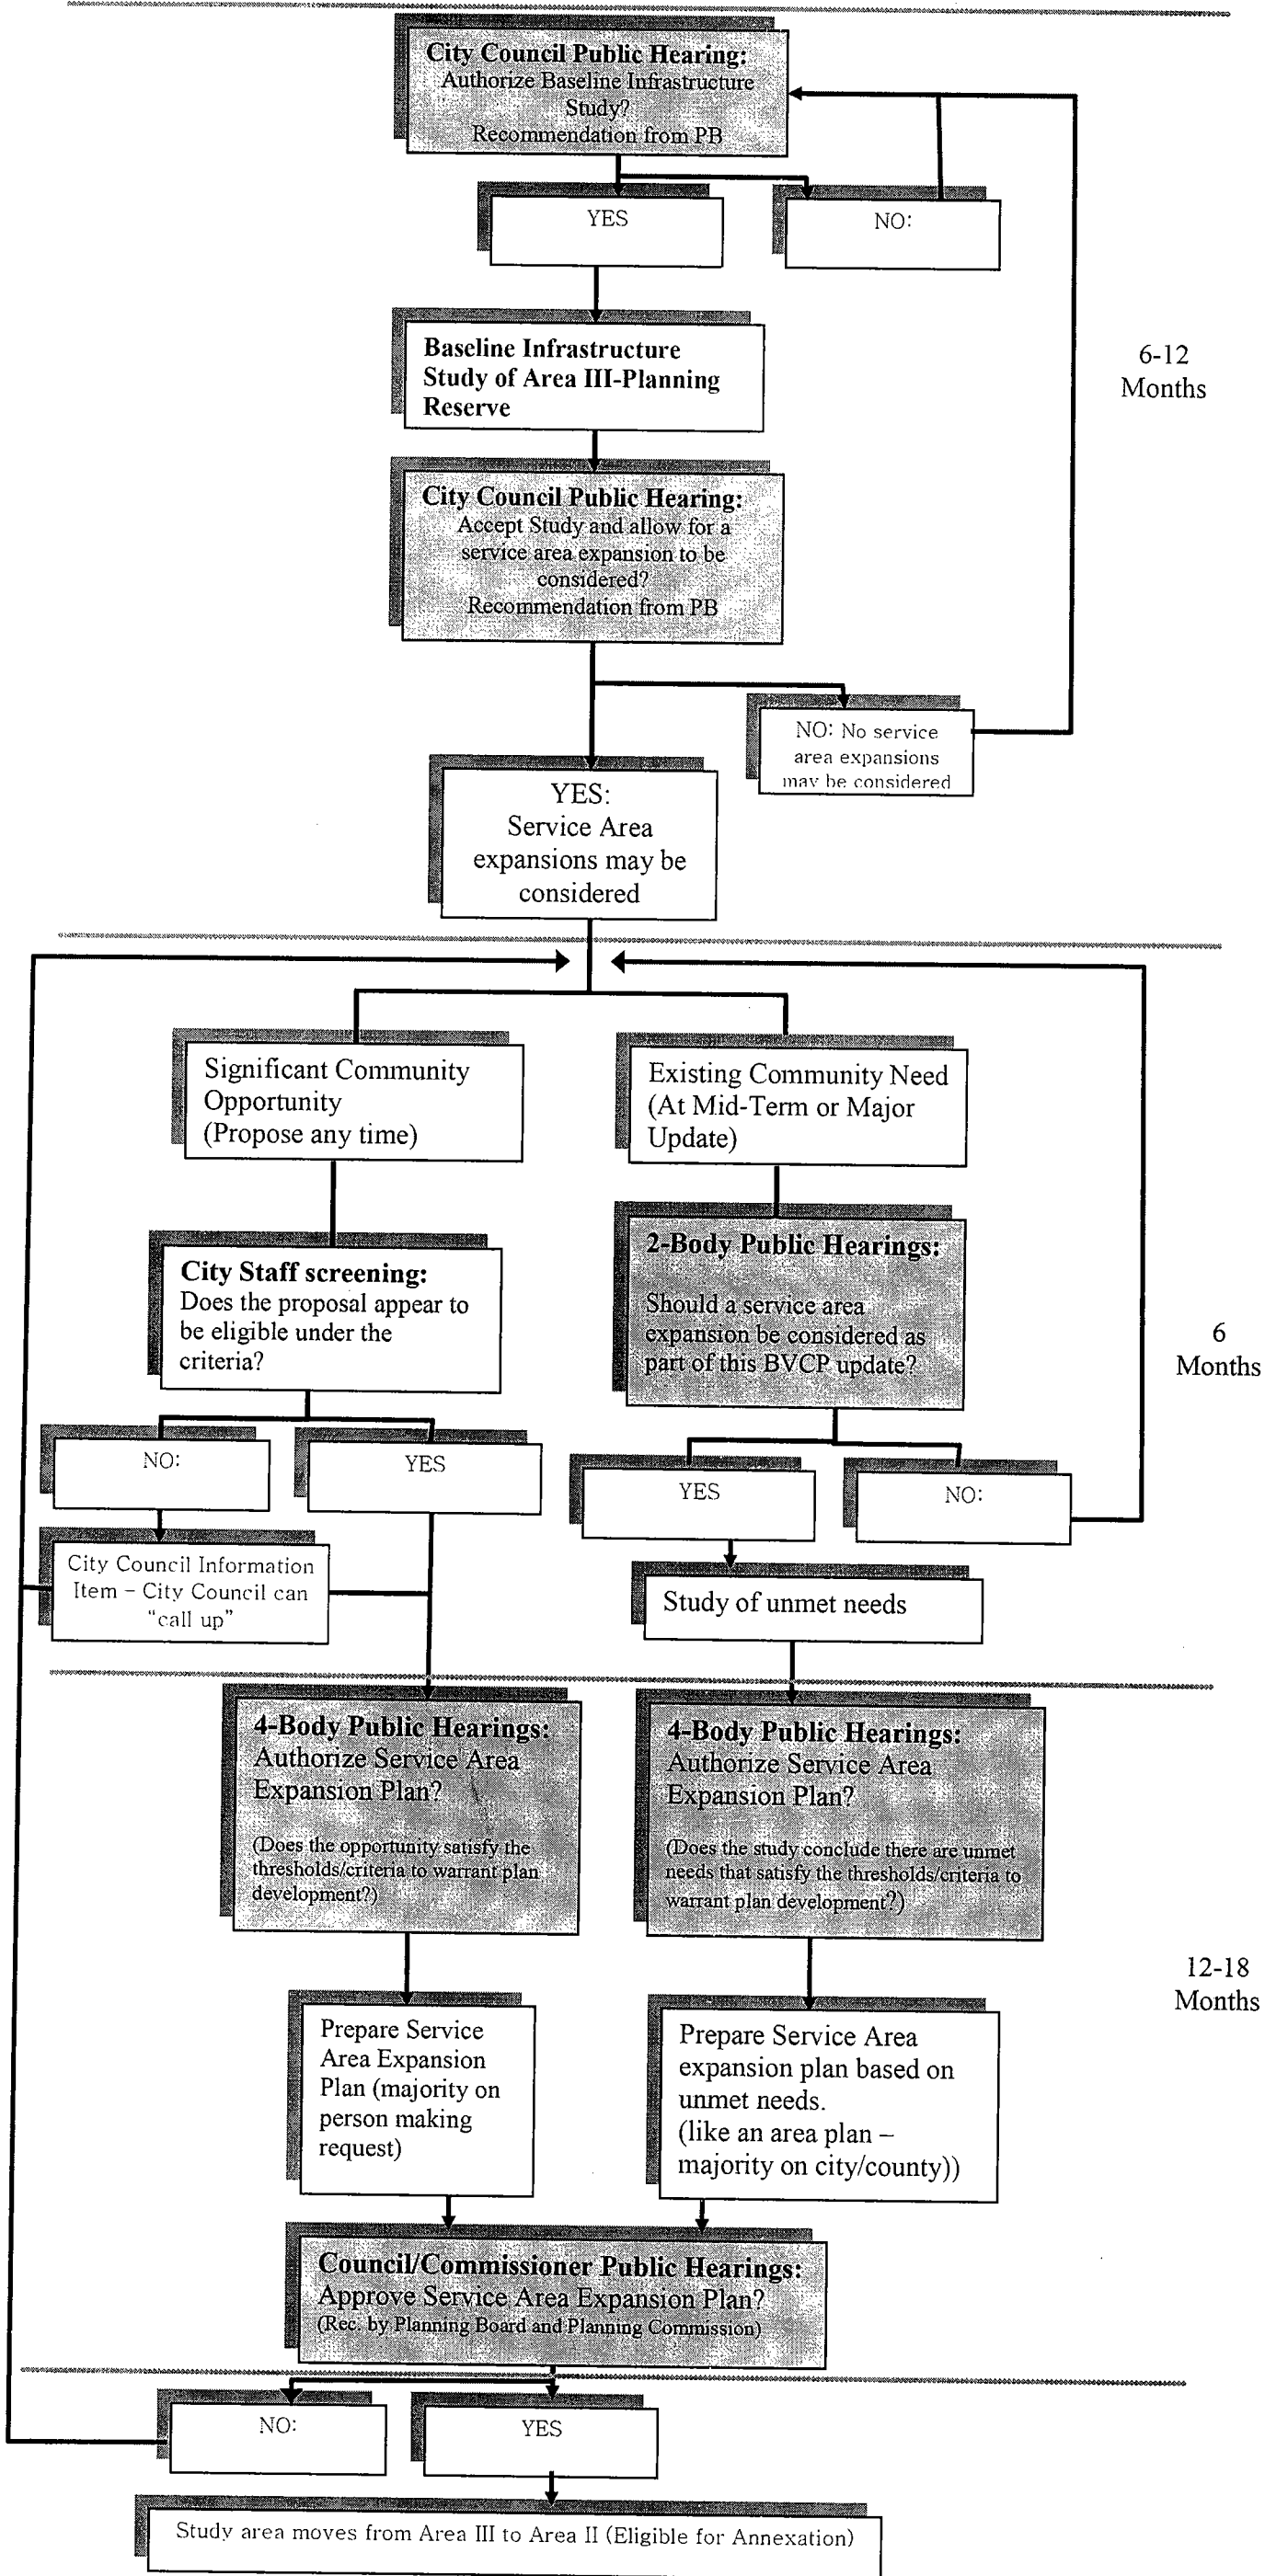 City Council Public Hearing:
Authorize Baseline Infrastructure
Study?
Recommendation from PB
YES
NO:
Baseline Infrastructure
Study of Area III-Planning
Reserve
6-12
Months
City Council Public Hearing:
Accept Study and allow for a
service area expansion to be
considered?
Recommendation from PB
NO: No service
area expansions
may be considered
YES:
Service Area
expansions may be
considered
Significant Community
Opportunity
(Propose any time)
Existing Community Need
(At Mid-Term or Major
Update)
City Staff screening:
Does the proposal appear to
be eligible under the
criteria?
2-Body Public Hearings:
Should a service area
expansion be considered as
part of this BVCP update?
6
Months
NO:
YES
YES
NO:
City Council Information
Item – City Council can
“call up”
Study of unmet needs
4-Body Public Hearings:
Authorize Service Area
Expansion Plan?
(Does the opportunity satisfy the
thresholds/criteria to warrant plan
development?)
4-Body Public Hearings:
Authorize Service Area
Expansion Plan?
(Does the study conclude there are unmet
needs that satisfy the thresholds/criteria to
warrant plan development?)
12-18
Months
Prepare Service
Area Expansion
Plan (majority on
person making
request)
Prepare Service Area
expansion plan based on
unmet needs.
(like an area plan –
majority on city/county))
Council/Commissioner Public Hearings:
Approve Service Area Expansion Plan?
(Rec. by Planning Board and Planning Commission)
NO:
YES
Study area moves from Area III to Area II (Eligible for Annexation)